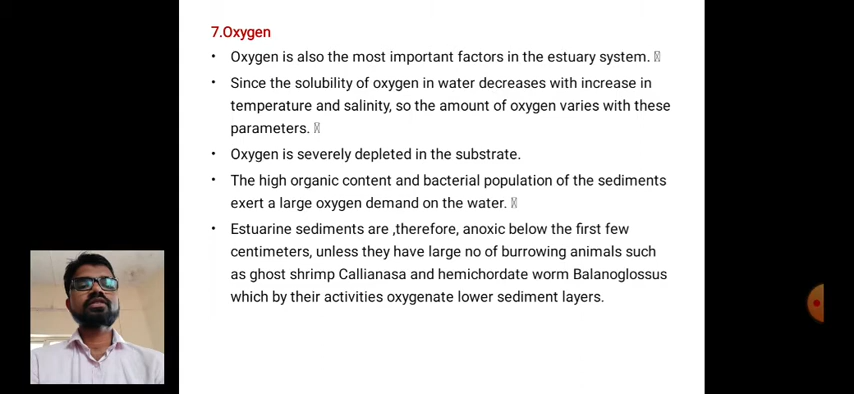 7.Oxygen
• Oxygen is also the most important factors in the estuary system.
• Since the solubility of oxygen in water decreases with increase in
temperature and salinity, so the amount of oxygen varies with these
parameters.
• Oxygen is severely depleted in the substrate.
• The high organic content and bacterial population of the sediments
exert a large oxygen demand on the water.
• Estuarine sediments are ,therefore, anoxic below the first few
centimeters, unless they have large no of burrowing animals such
as ghost shrimp Callianasa and hemichordate worm Balanoglossus
which by their activities oxygenate lower sediment layers.